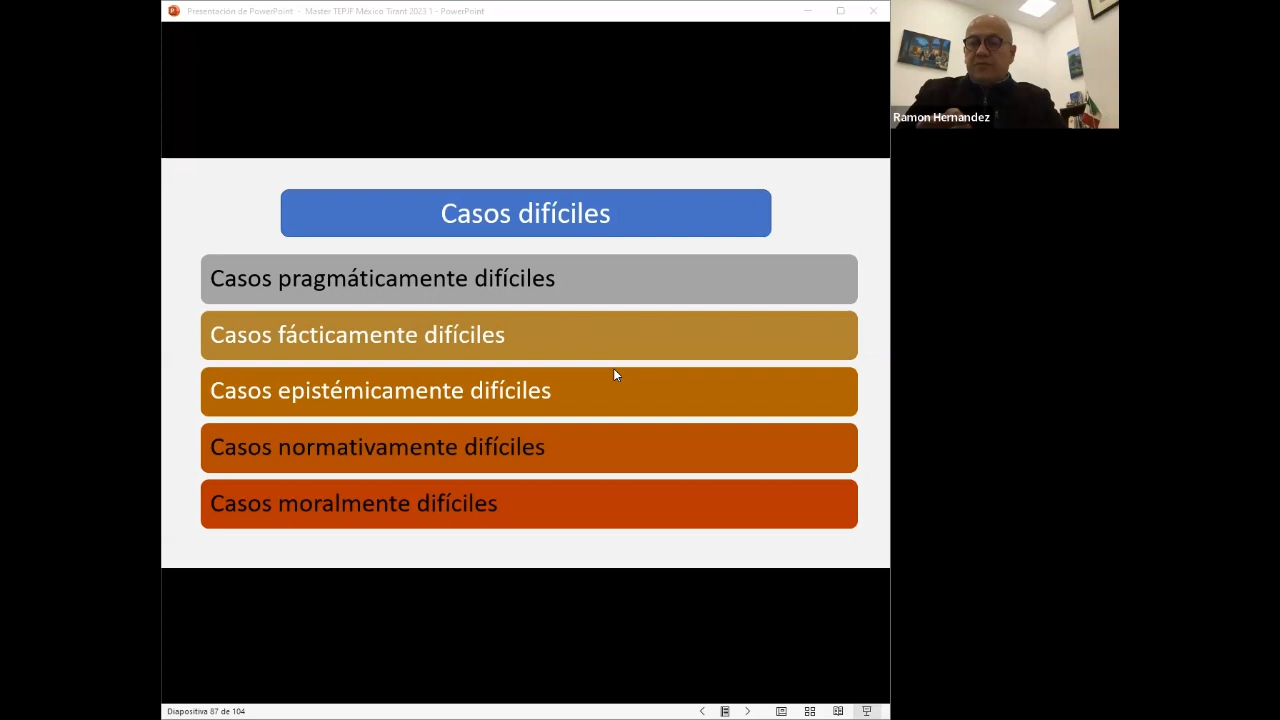 Presentación de PowerPoint - Master TEPJF México Tirant 2023 1 - PowerPoint
Ramon Hernandez
Casos difíciles
Casos pragmáticamente difíciles
Casos fácticamente difíciles
Casos epistémicamente difíciles
Casos normativamente difíciles
Casos moralmente difíciles
Diapositiva 87 de 104